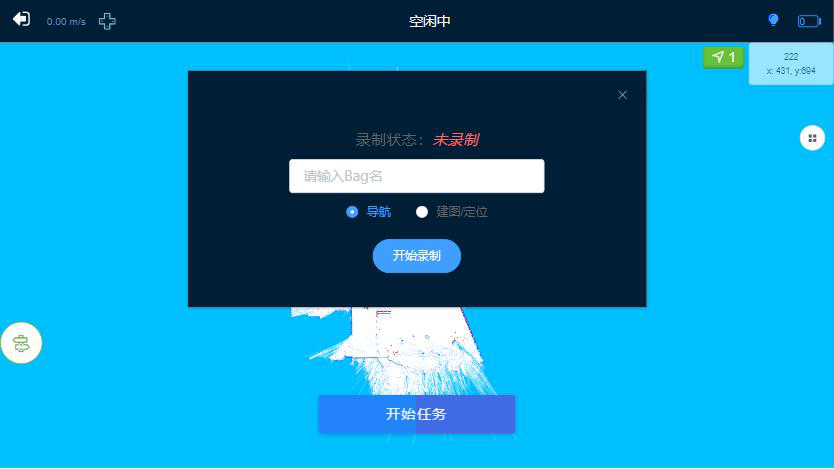 0.00 m/s
空闲中
0
1
222
x: 431, y:694
录制状态：未录制
请输入Bag名
导航
建图/定位
开始录制
开始任务